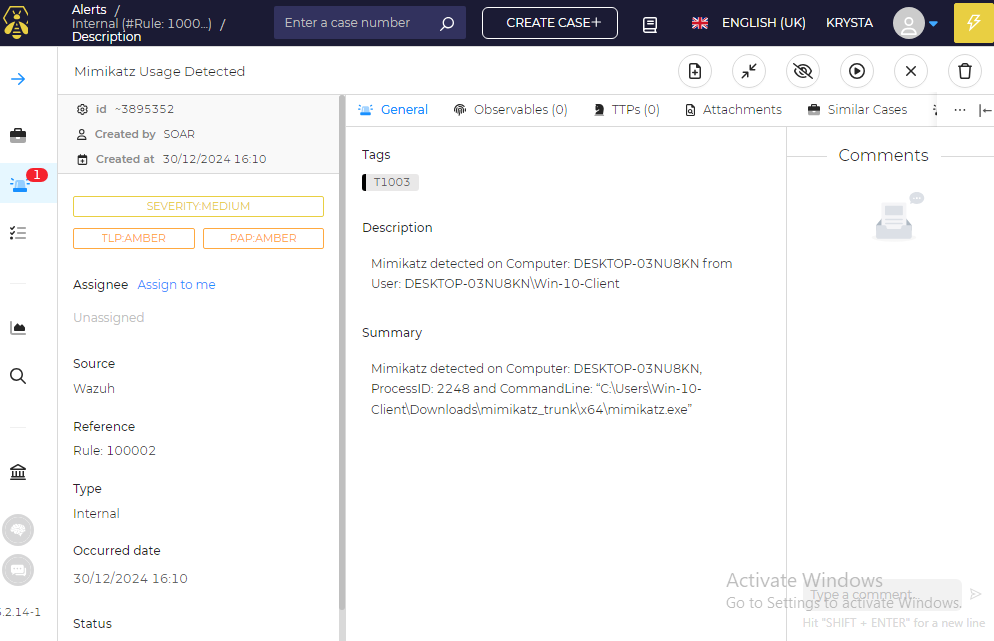 Alerts /
Internal (#Rule: 1000...) /
Description
Enter a case number
CREATE CASE+
ENGLISH (UK)
KRYSTA
Mimikatz Usage Detected
1
id ~3895352
Created by SOAR
Created at 30/12/2024 16:10
SEVERITY:MEDIUM
TLP:AMBER PAP:AMBER
Assignee Assign to me
Unassigned
Source
Wazuh
Reference
Rule: 100002
Type
Internal
Occurred date
30/12/2024 16:10
Status
5.2.14-1
General Observables (0) TTPs (0) Attachments Similar Cases ...
Tags
T1003
Description
Mimikatz detected on Computer: DESKTOP-03NU8KN from
User: DESKTOP-03NU8KN\Win-10-Client
Summary
Mimikatz detected on Computer: DESKTOP-03NU8KN,
ProcessID: 2248 and CommandLine: “C:\Users\Win-10-
Client\Downloads\mimikatz_trunk\x64\mimikatz.exe”
Comments
Activate Windows
Go to Settings to activate Windows.
Type a comment.
Hit "SHIFT + ENTER" for a new line